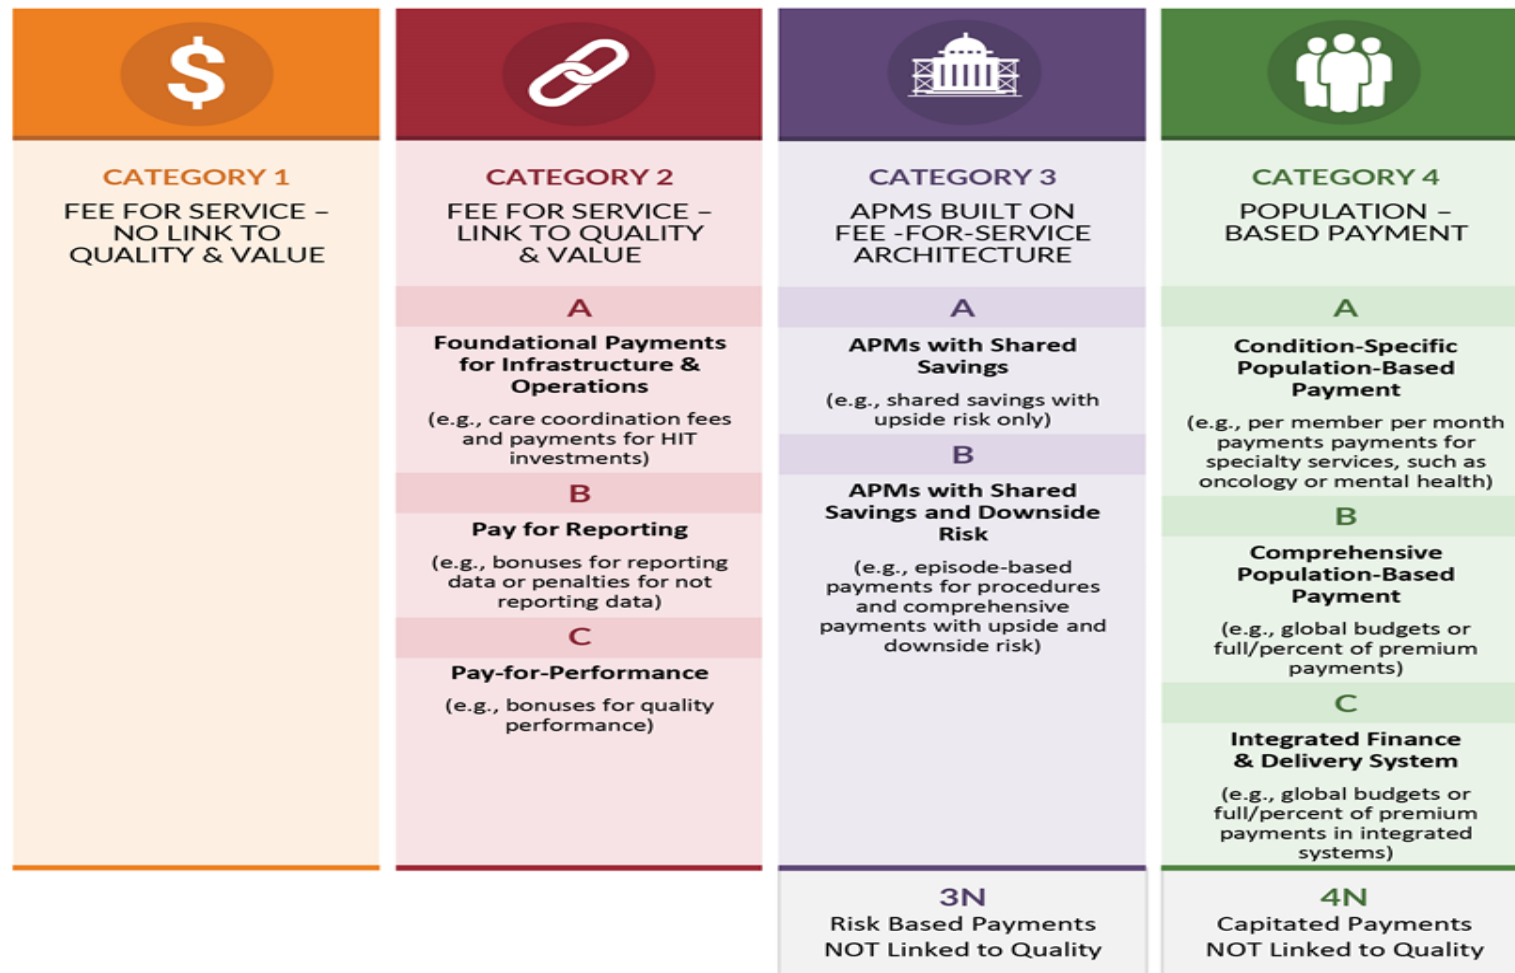 $
CATEGORY 1
FEE FOR SERVICE –
NO LINK TO
QUALITY & VALUE
CATEGORY 2
FEE FOR SERVICE –
LINK TO QUALITY
& VALUE
A
Foundational Payments
for Infrastructure &
Operations
(e.g., care coordination fees
and payments for HIT
investments)
B
Pay for Reporting
(e.g., bonuses for reporting
data or penalties for not
reporting data)
C
Pay-for-Performance
(e.g., bonuses for quality
performance)
CATEGORY 3
APMS BUILT ON
FEE -FOR-SERVICE
ARCHITECTURE
A
APMs with Shared
Savings
(e.g., shared savings with
upside risk only)
B
APMs with Shared
Savings and Downside
Risk
(e.g., episode-based
payments for procedures
and comprehensive
payments with upside and
downside risk)
3N
Risk Based Payments
NOT Linked to Quality
CATEGORY 4
POPULATION –
BASED PAYMENT
A
Condition-Specific
Population-Based
Payment
(e.g., per member per month
payments payments for
specialty services, such as
oncology or mental health)
B
Comprehensive
Population-Based
Payment
(e.g., global budgets or
full/percent of premium
payments)
C
Integrated Finance
& Delivery System
(e.g., global budgets or
full/percent of premium
payments in integrated
systems)
4N
Capitated Payments
NOT Linked to Quality